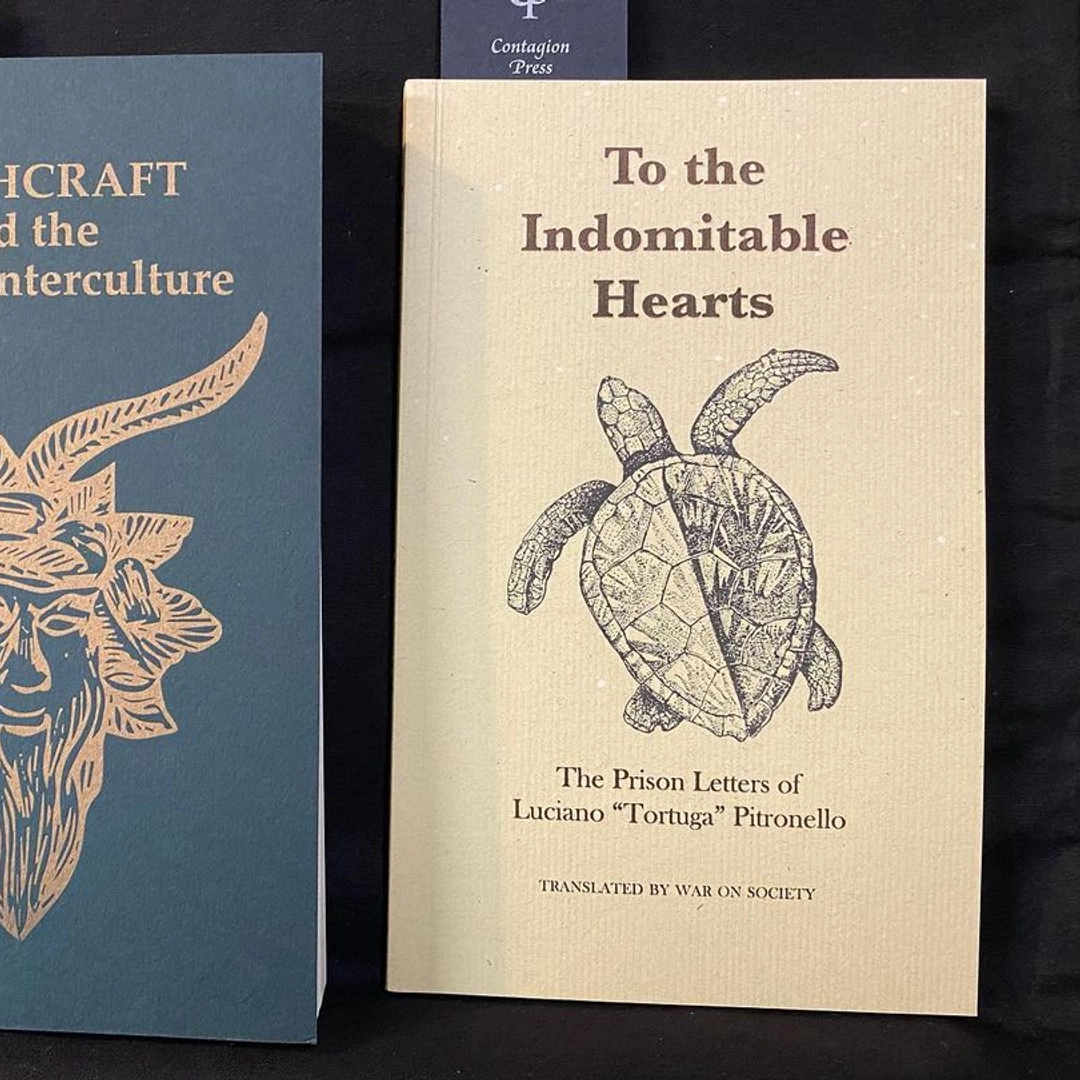 Contagion
Press
HCRAFT
d the
nterculture
To the
Indomitable
Hearts
The Prison Letters of
Luciano “Tortuga” Pitronello
TRANSLATED BY WAR ON SOCIETY